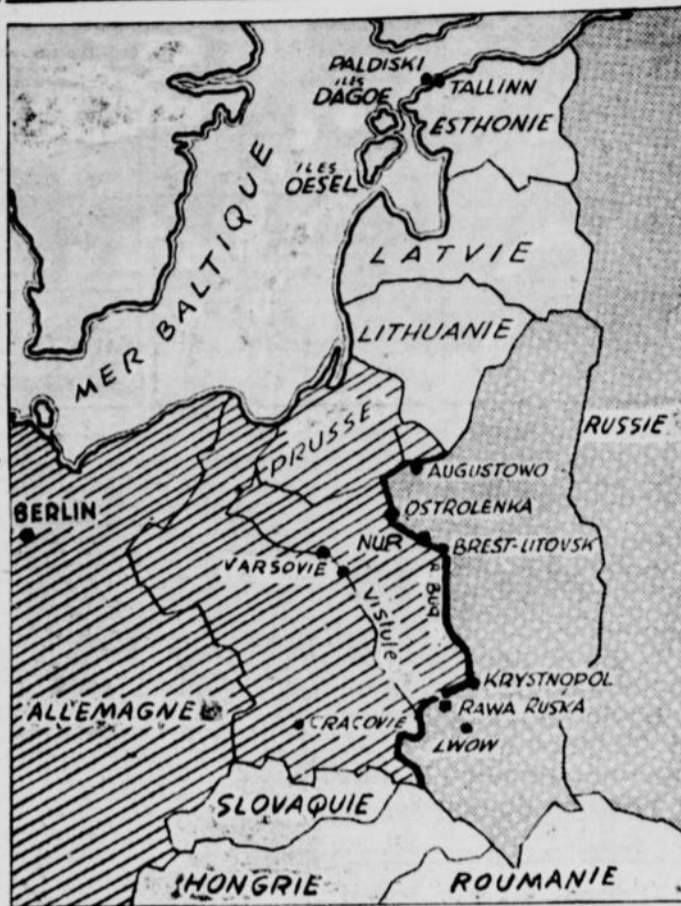 PALDISKI
ILES
DAGOE
TALLINN
ESTHONIE
ILES
OESEL
MER BALTIQUE
LATVIE
LITHUANIE
PRUSSE
RUSSIE
AUGUSTOWO
OSTROLENKA
BERLIN
NUR
BREST-LITOVSK
VARSOVIE
BUG
VISTULE
KRYSTNOPOL
RAWA RUSKA
ALLEMAGNE
CRACOVIE
LWOW
SLOVAQUIE
HONGRIE
ROUMANIE